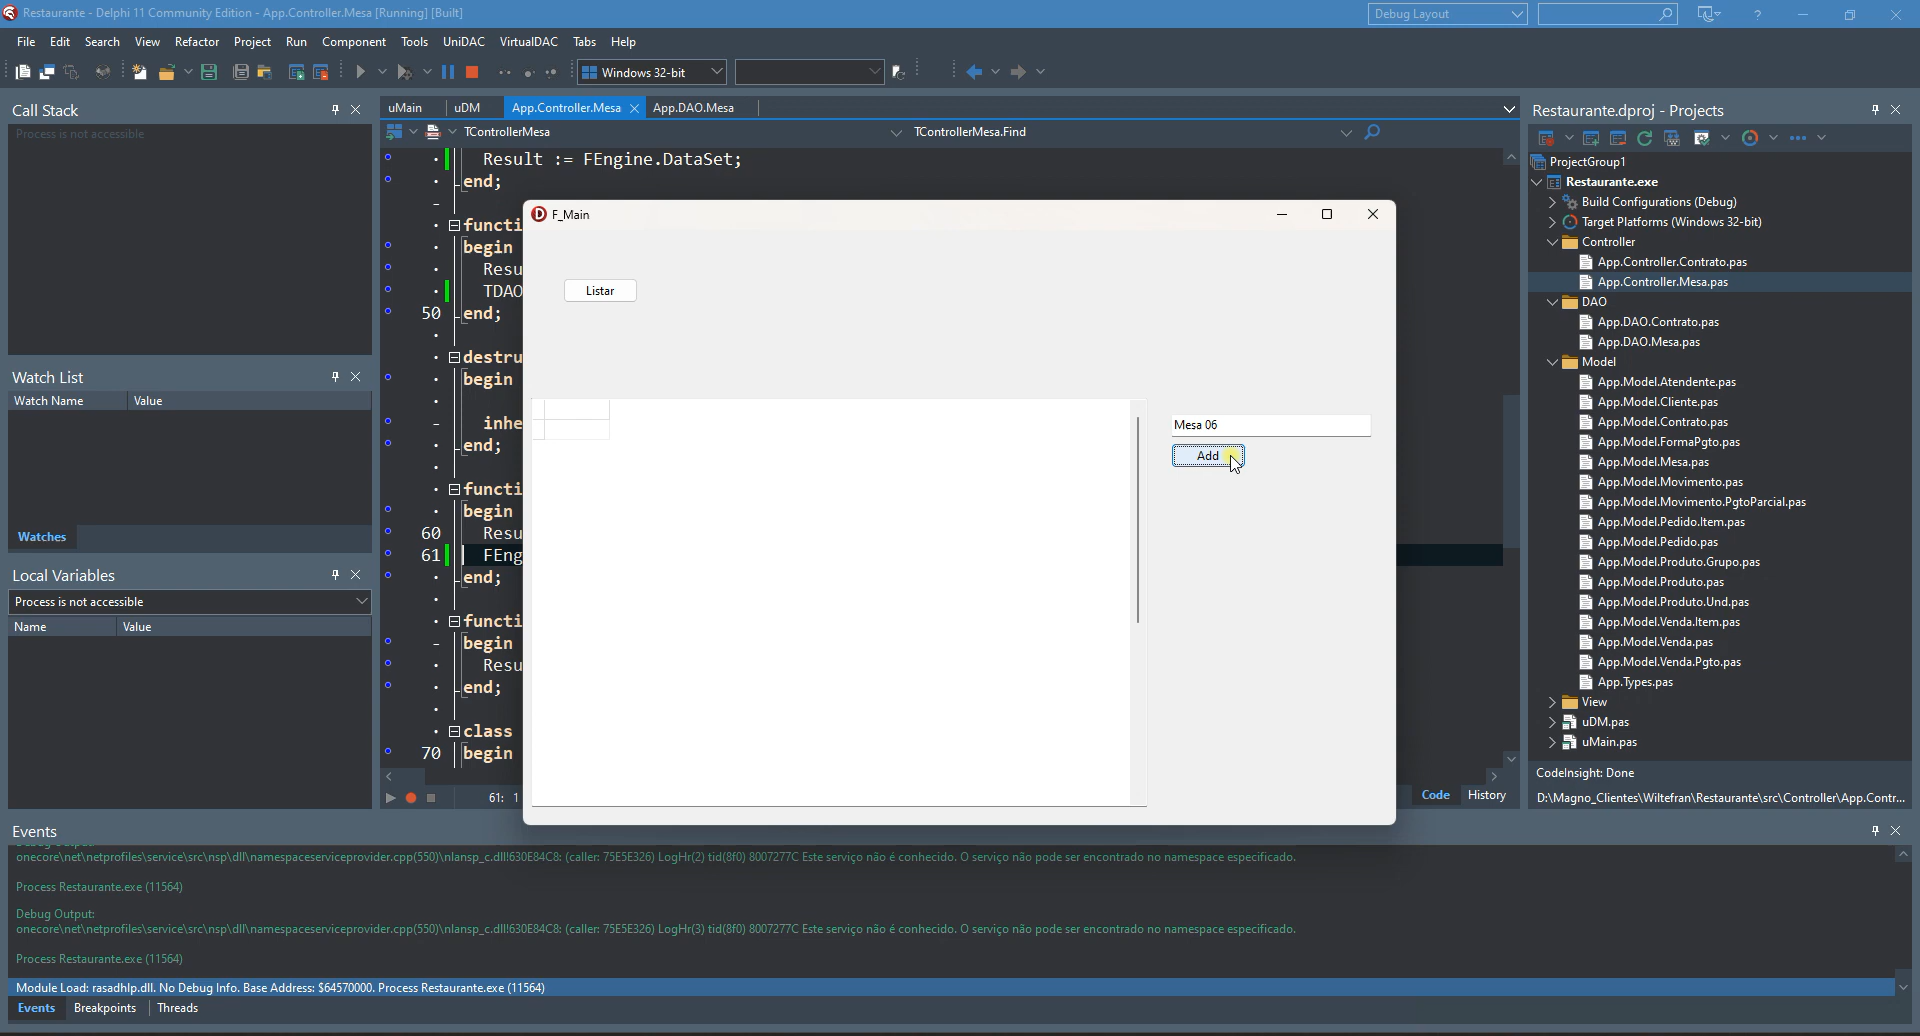 Restaurante - Delphi 11 Community Edition - App.Controller.Mesa [Running] [Built]
Debug Layout
File Edit Search View Refactor Project Run Component Tools UniDAC VirtualDAC Tabs Help
Windows 32-bit
Call Stack
Process is not accessible
Watch List
Watch Name Value
Watches
Local Variables
Process is not accessible
Name Value
uMain uDM App.Controller.Mesa App.DAO.Mesa
TControllerMesa TControllerMesa.Find
Result := FEngine.DataSet;
end;
functi
begin
Resu
TDAO
50 end;
destru
begin
inhe
end;
functi
begin
60 Resu
61 FEng
end;
functi
begin
Resu
end;
class
70 begin
61: 1
Code History
F_Main
Listar
Mesa 06
Add
Restaurante.dproj - Projects
ProjectGroup1
Restaurante.exe
Build Configurations (Debug)
Target Platforms (Windows 32-bit)
Controller
App.Controller.Contrato.pas
App.Controller.Mesa.pas
DAO
App.DAO.Contrato.pas
App.DAO.Mesa.pas
Model
App.Model.Atendente.pas
App.Model.Cliente.pas
App.Model.Contrato.pas
App.Model.FormaPgto.pas
App.Model.Mesa.pas
App.Model.Movimento.pas
App.Model.Movimento.PgtoParcial.pas
App.Model.Pedido.Item.pas
App.Model.Pedido.pas
App.Model.Produto.Grupo.pas
App.Model.Produto.pas
App.Model.Produto.Und.pas
App.Model.Venda.Item.pas
App.Model.Venda.pas
App.Model.Venda.Pgto.pas
App.Types.pas
View
uDM.pas
uMain.pas
CodeInsight: Done
D:\Magno_Clientes\Wiltefran\Restaurante\src\Controller\App.Contr...
Events
onecore\net\netprofiles\service\src\nsp\dll\namespaceserviceprovider.cpp(550)\nlansp_c.dll!630E84C8: (caller: 75E5E326) LogHr(2) tid(8f0) 8007277C Este serviço não é conhecido. O serviço não pode ser encontrado no namespace especificado.
Process Restaurante.exe (11564)
Debug Output:
onecore\net\netprofiles\service\src\nsp\dll\namespaceserviceprovider.cpp(550)\nlansp_c.dll!630E84C8: (caller: 75E5E326) LogHr(3) tid(8f0) 8007277C Este serviço não é conhecido. O serviço não pode ser encontrado no namespace especificado.
Process Restaurante.exe (11564)
Module Load: rasadhlp.dll. No Debug Info. Base Address: $64570000. Process Restaurante.exe (11564)
Events Breakpoints Threads